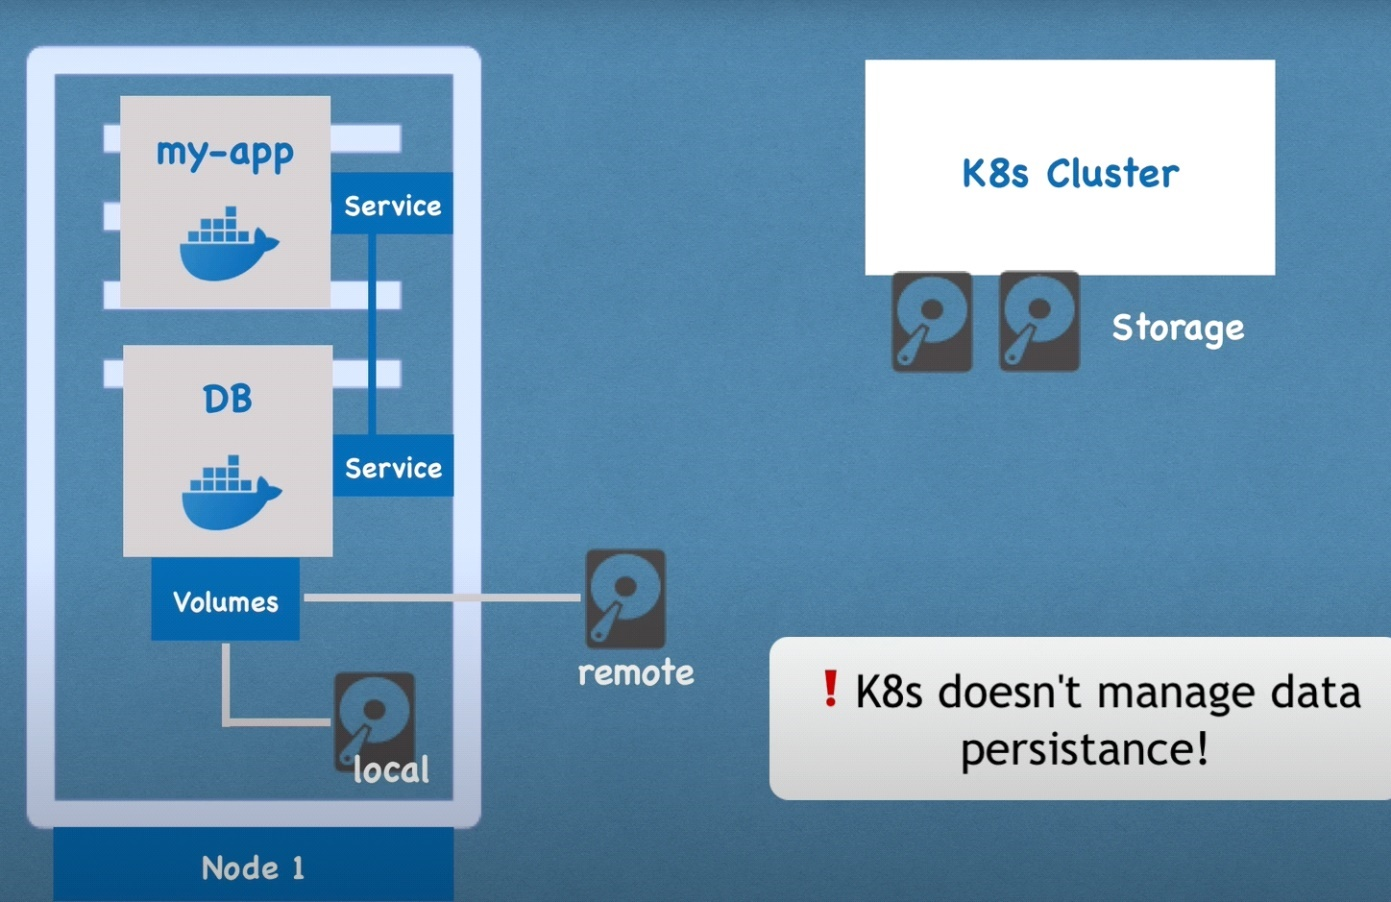 my-app
Service
DB
Service
Volumes
local
remote
Node 1
K8s Cluster
Storage
! K8s doesn't manage data
persistance!